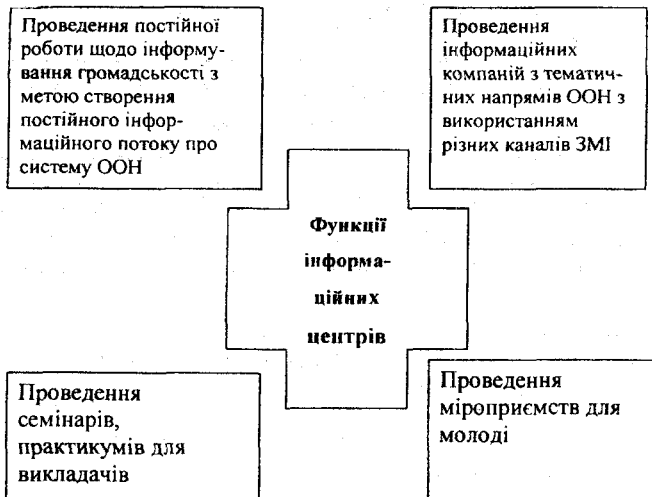 Проведення постійної
роботи щодо інформу-
вання громадськості з
метою створення
постійного інфор-
маційного потоку про
систему ООН
Проведення
інформаційних
компаній з тематич-
них напрямів ООН з
використанням
різних каналів ЗМІ
Функції
інформа-
ційних
центрів
Проведення
семінарів,
практикумів для
викладачів
Проведення
міроприємств для
молоді